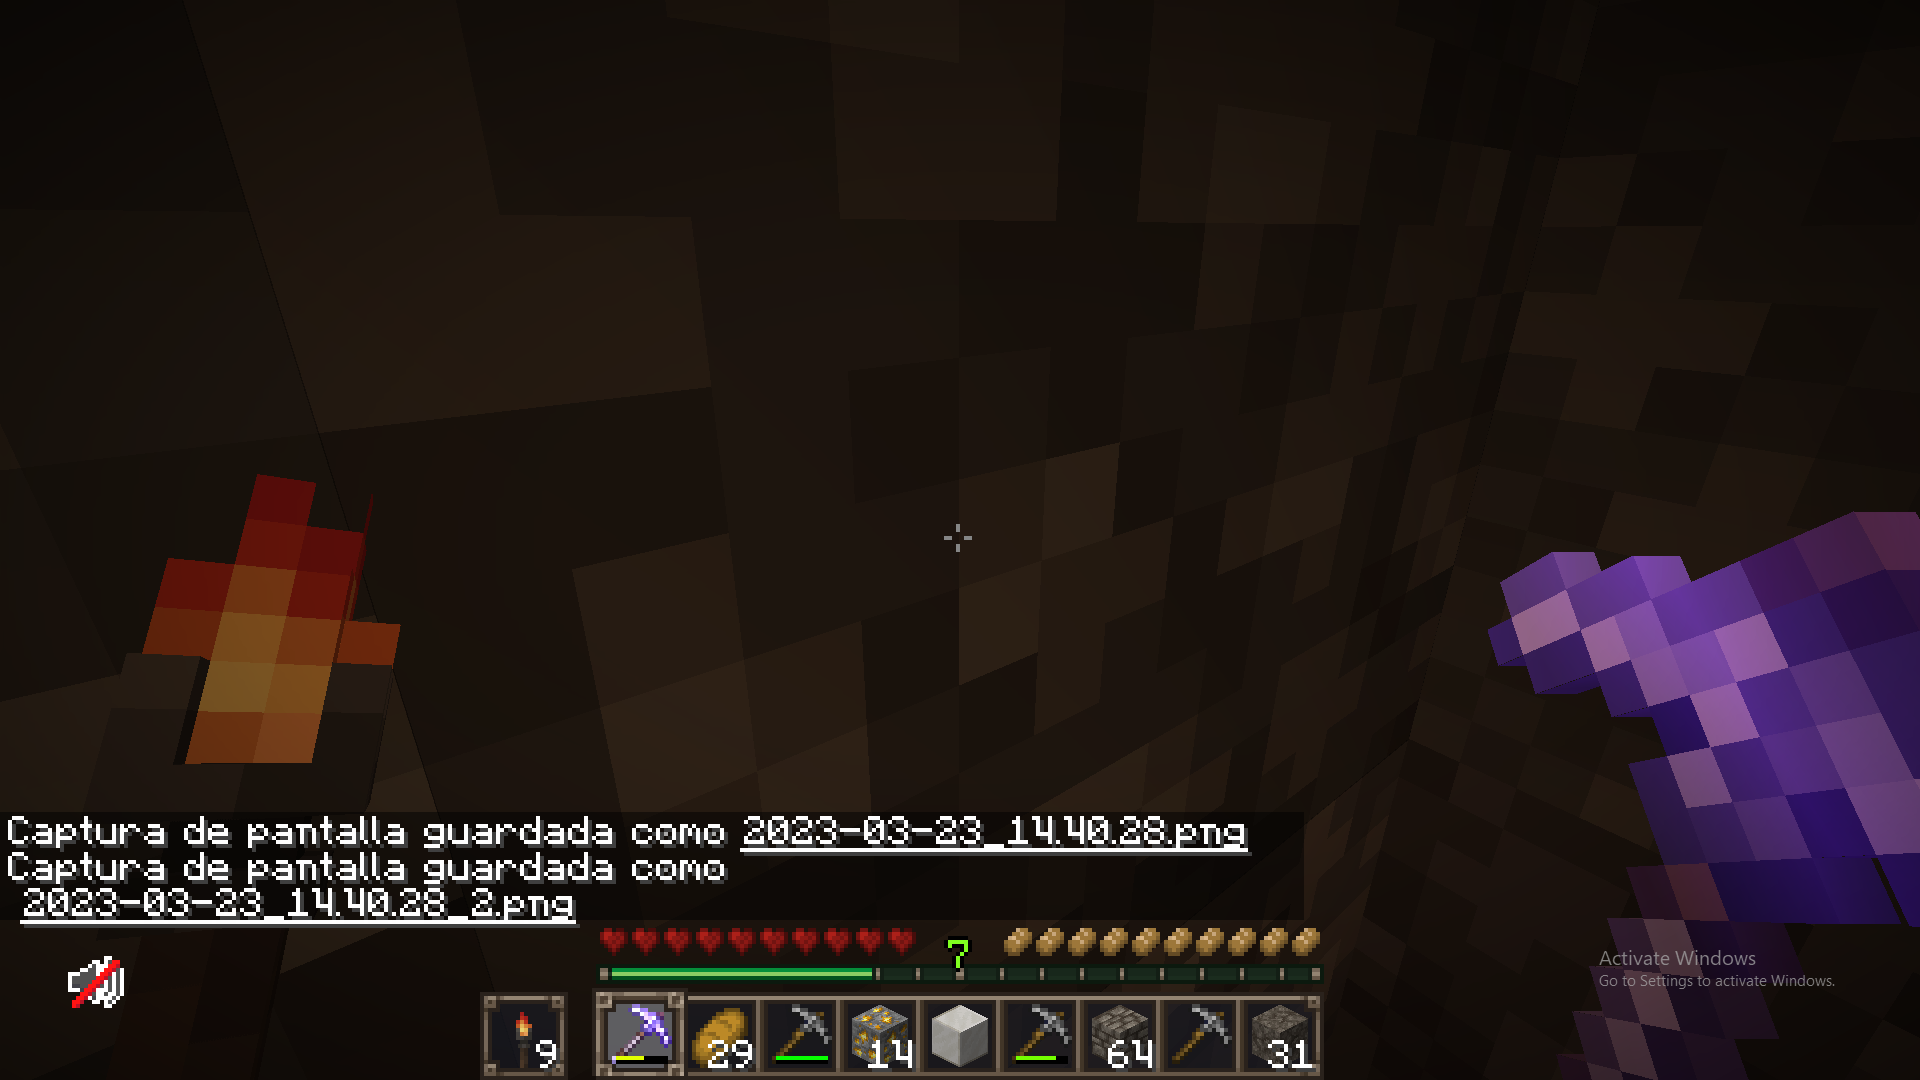 Captura de pantalla guardada como 2023-03-23_14.40.28.png
Captura de pantalla guardada como
2023-03-23_14.40.28_2.png
7
Activate Windows
Go to Settings to activate Windows.
9 29 14 64 31